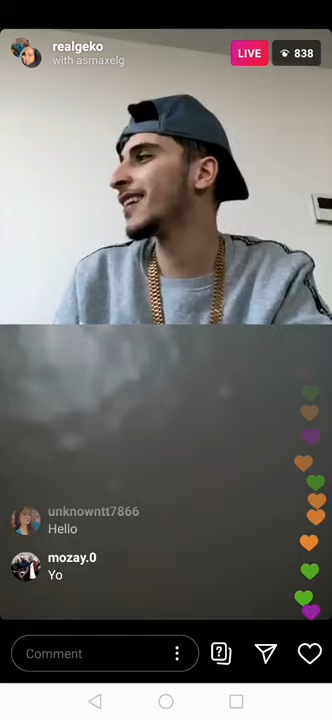 realgeko
with asmaxelg
LIVE
838
unknowntt7866
Hello
mozay.0
Yo
Comment